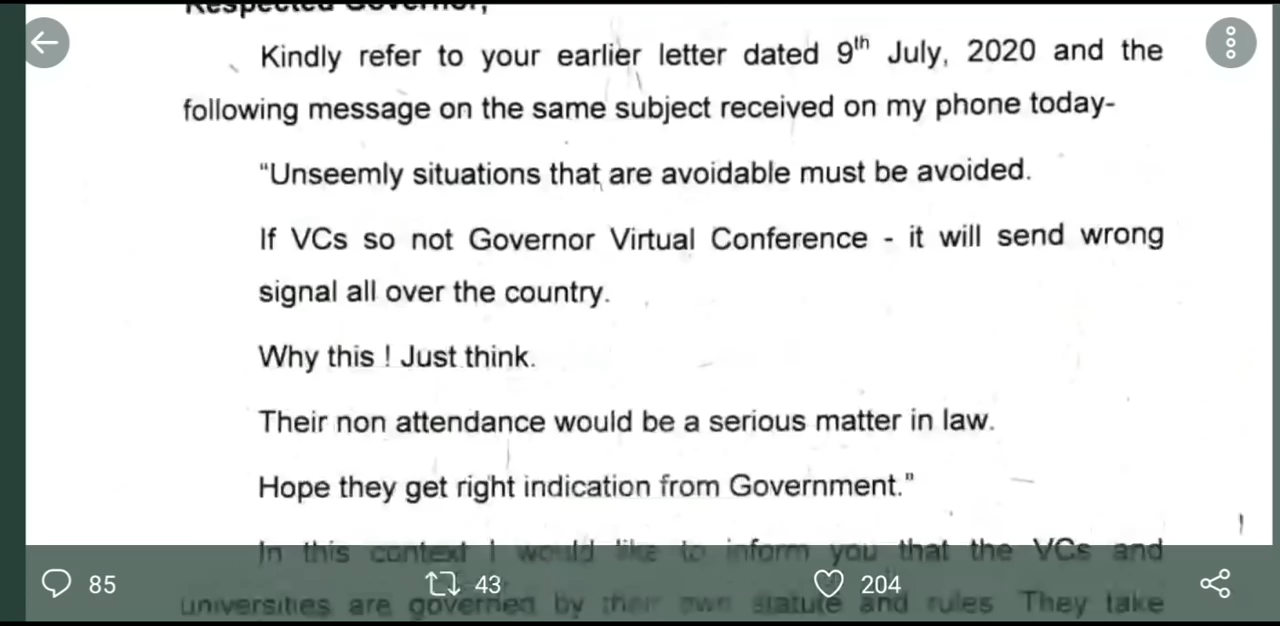 Respected Governor,
Kindly refer to your earlier letter dated 9th July, 2020 and the
following message on the same subject received on my phone today-
“Unseemly situations that are avoidable must be avoided.
If VCs so not Governor Virtual Conference - it will send wrong
signal all over the country.
Why this ! Just think.
Their non attendance would be a serious matter in law.
Hope they get right indication from Government.”
In this context I would like to inform you that the VCs and
universities are governed by their own statute and rules They take
85 43 204